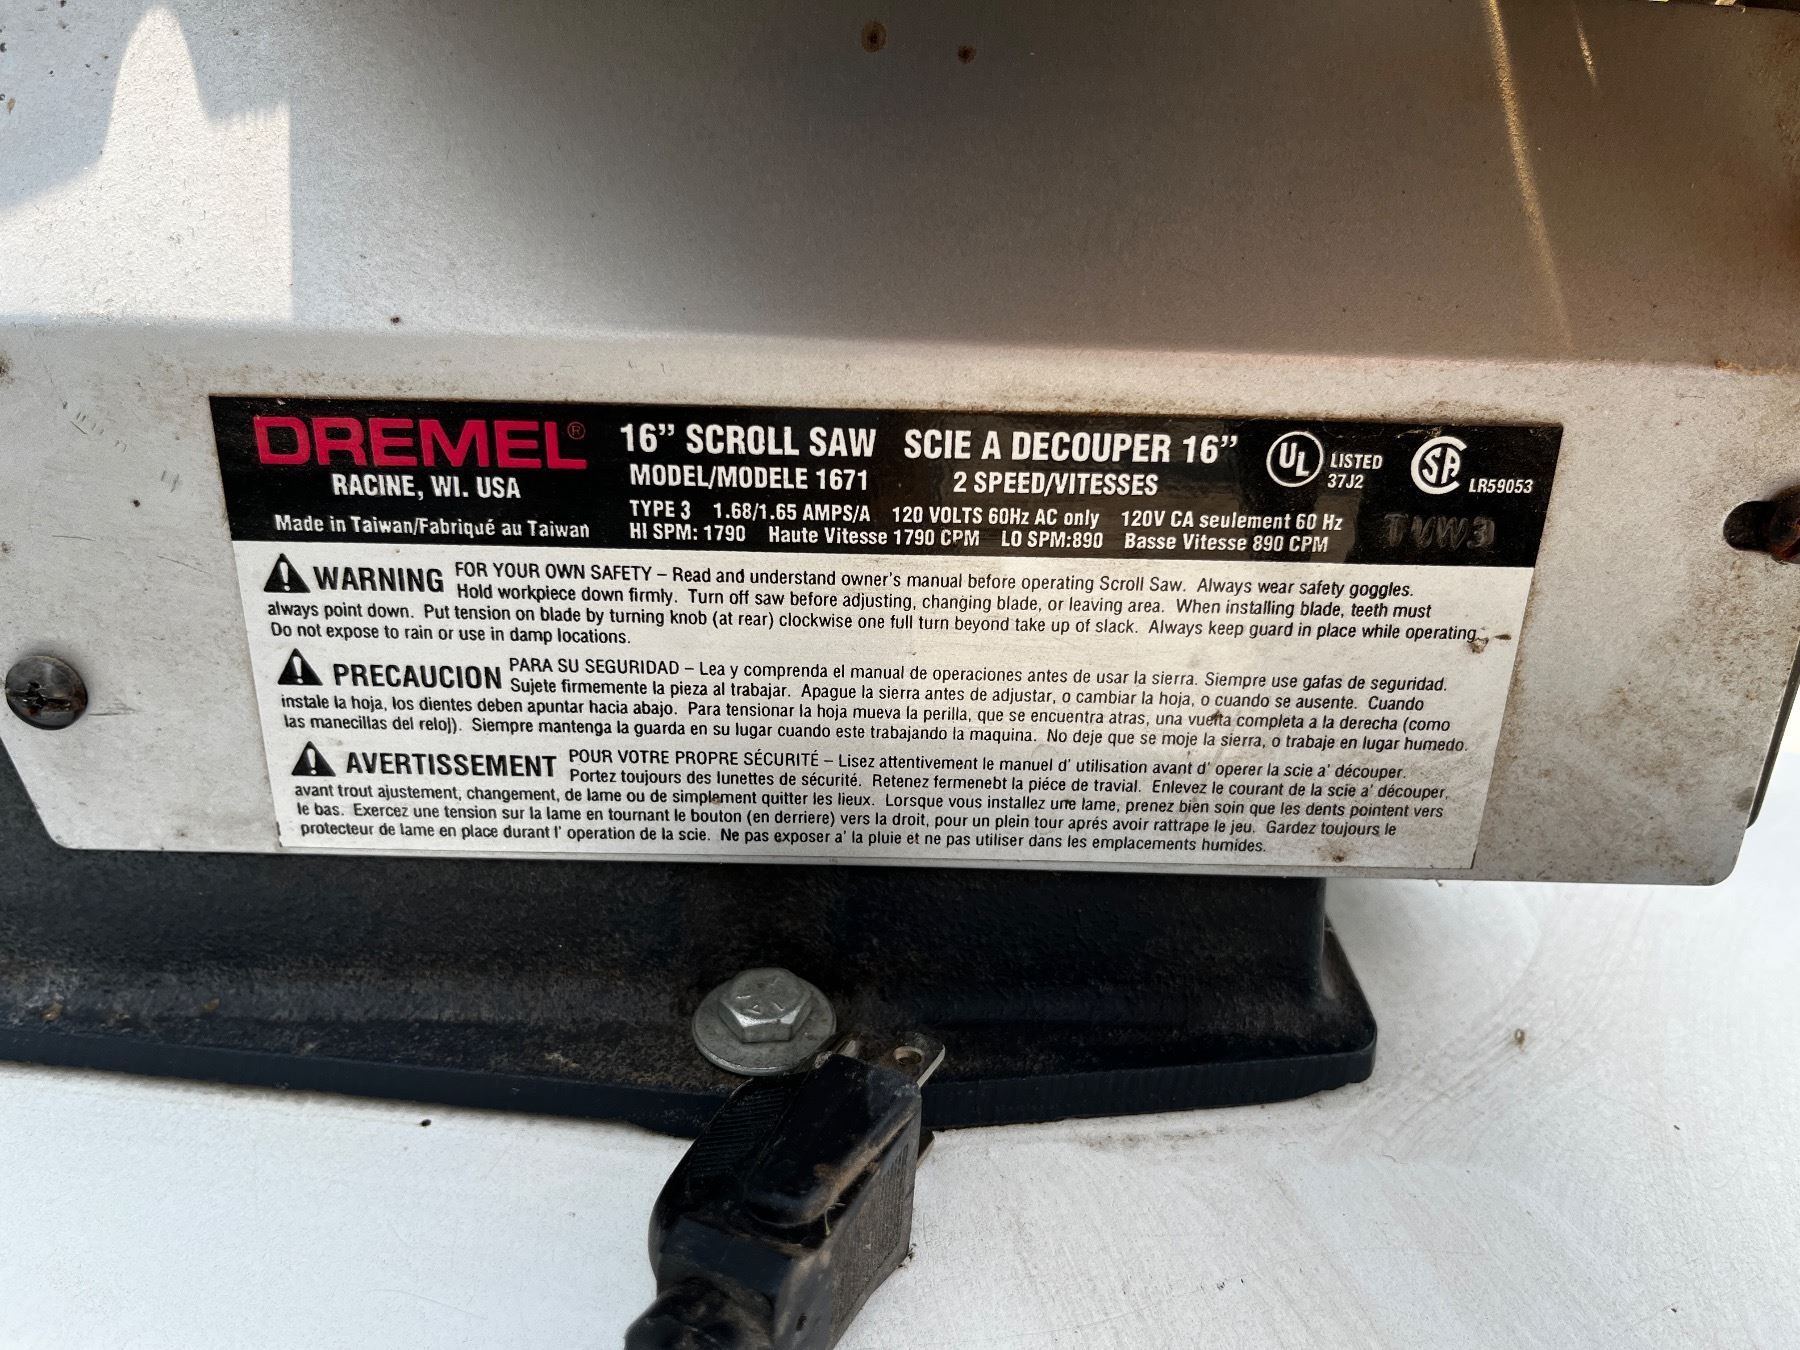 DREMEL®
RACINE, WI. USA
Made in Taiwan/Fabriqué au Taiwan
16” SCROLL SAW SCIE A DECOUPER 16”
MODEL/MODELE 1671 2 SPEED/VITESSES
TYPE 3 1.68/1.65 AMPS/A 120 VOLTS 60Hz AC only 120V CA seulement 60 Hz
HI SPM: 1790 Haute Vitesse 1790 CPM LO SPM:890 Basse Vitesse 890 CPM
UL LISTED
37J2
SA LR59053
TVW3
WARNING FOR YOUR OWN SAFETY – Read and understand owner's manual before operating Scroll Saw. Always wear safety goggles.
Hold workpiece down firmly. Turn off saw before adjusting, changing blade, or leaving area. When installing blade, teeth must
always point down. Put tension on blade by turning knob (at rear) clockwise one full turn beyond take up of slack. Always keep guard in place while operating.
Do not expose to rain or use in damp locations.
PRECAUCION PARA SU SEGURIDAD – Lea y comprenda el manual de operaciones antes de usar la sierra. Siempre use gafas de seguridad.
Sujete firmemente la pieza al trabajar. Apague la sierra antes de adjustar, o cambiar la hoja, o cuando se ausente. Cuando
instale la hoja, los dientes deben apuntar hacia abajo. Para tensionar la hoja mueva la perilla, que se encuentra atras, una vuelta completa a la derecha (como
las manecillas del reloj). Siempre mantenga la guarda en su lugar cuando este trabajando la maquina. No deje que se moje la sierra, o trabaje en lugar humedo.
AVERTISSEMENT POUR VOTRE PROPRE SÉCURITÉ – Lisez attentivement le manuel d' utilisation avant d' operer la scie a' découper.
Portez toujours des lunettes de sécurité. Retenez fermenebt la piéce de travial. Enlevez le courant de la scie a' découper,
avant trout ajustement, changement, de lame ou de simplement quitter les lieux. Lorsque vous installez une lame, prenez bien soin que les dents pointent vers
le bas. Exercez une tension sur la lame en tournant le bouton (en derriere) vers la droit, pour un plein tour aprés avoir rattrape le jeu. Gardez toujours le
protecteur de lame en place durant l' operation de la scie. Ne pas exposer a' la pluie et ne pas utiliser dans les emplacements humides.